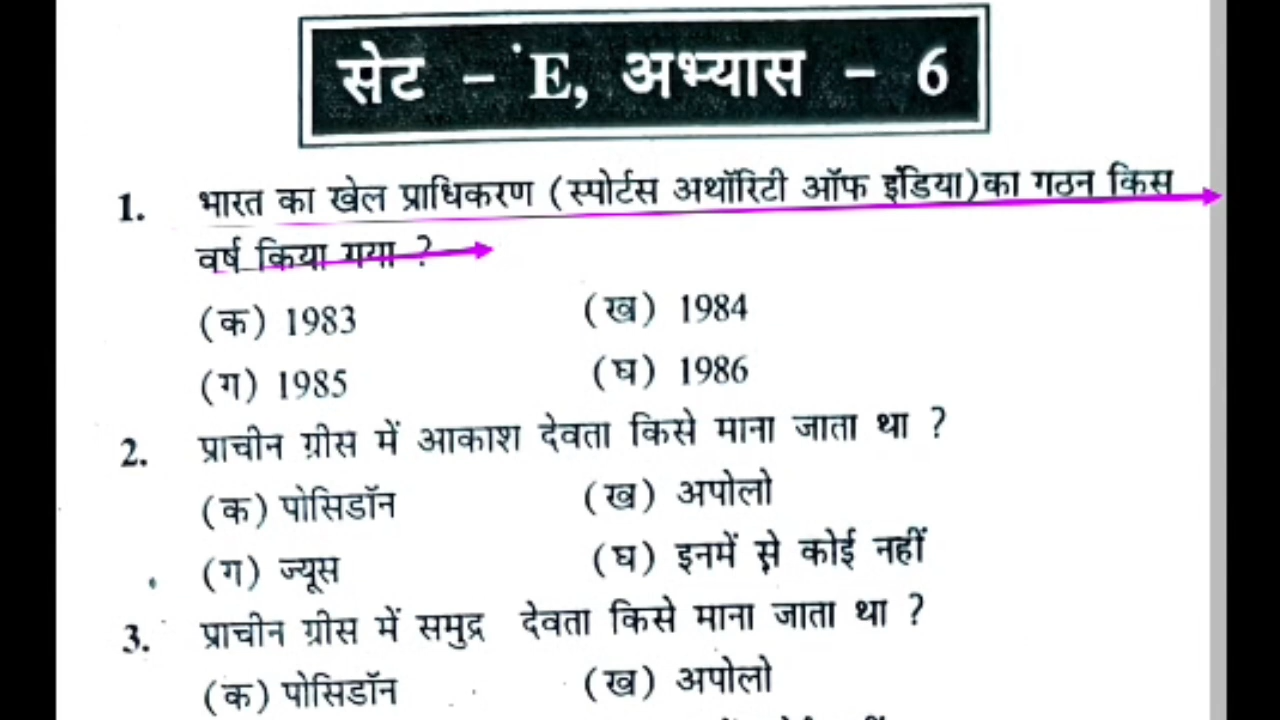 सेट - E, अभ्यास - 6
1. भारत का खेल प्राधिकरण (स्पोर्टस अथॉरिटी ऑफ इंडिया)का गठन किस
वर्ष किया गया ?
(क) 1983 (ख) 1984
(ग) 1985 (घ) 1986
2. प्राचीन ग्रीस में आकाश देवता किसे माना जाता था ?
(क) पोसिडॉन (ख) अपोलो
(ग) ज्यूस (घ) इनमें से कोई नहीं
3. प्राचीन ग्रीस में समुद्र देवता किसे माना जाता था ?
(क) पोसिडॉन (ख) अपोलो